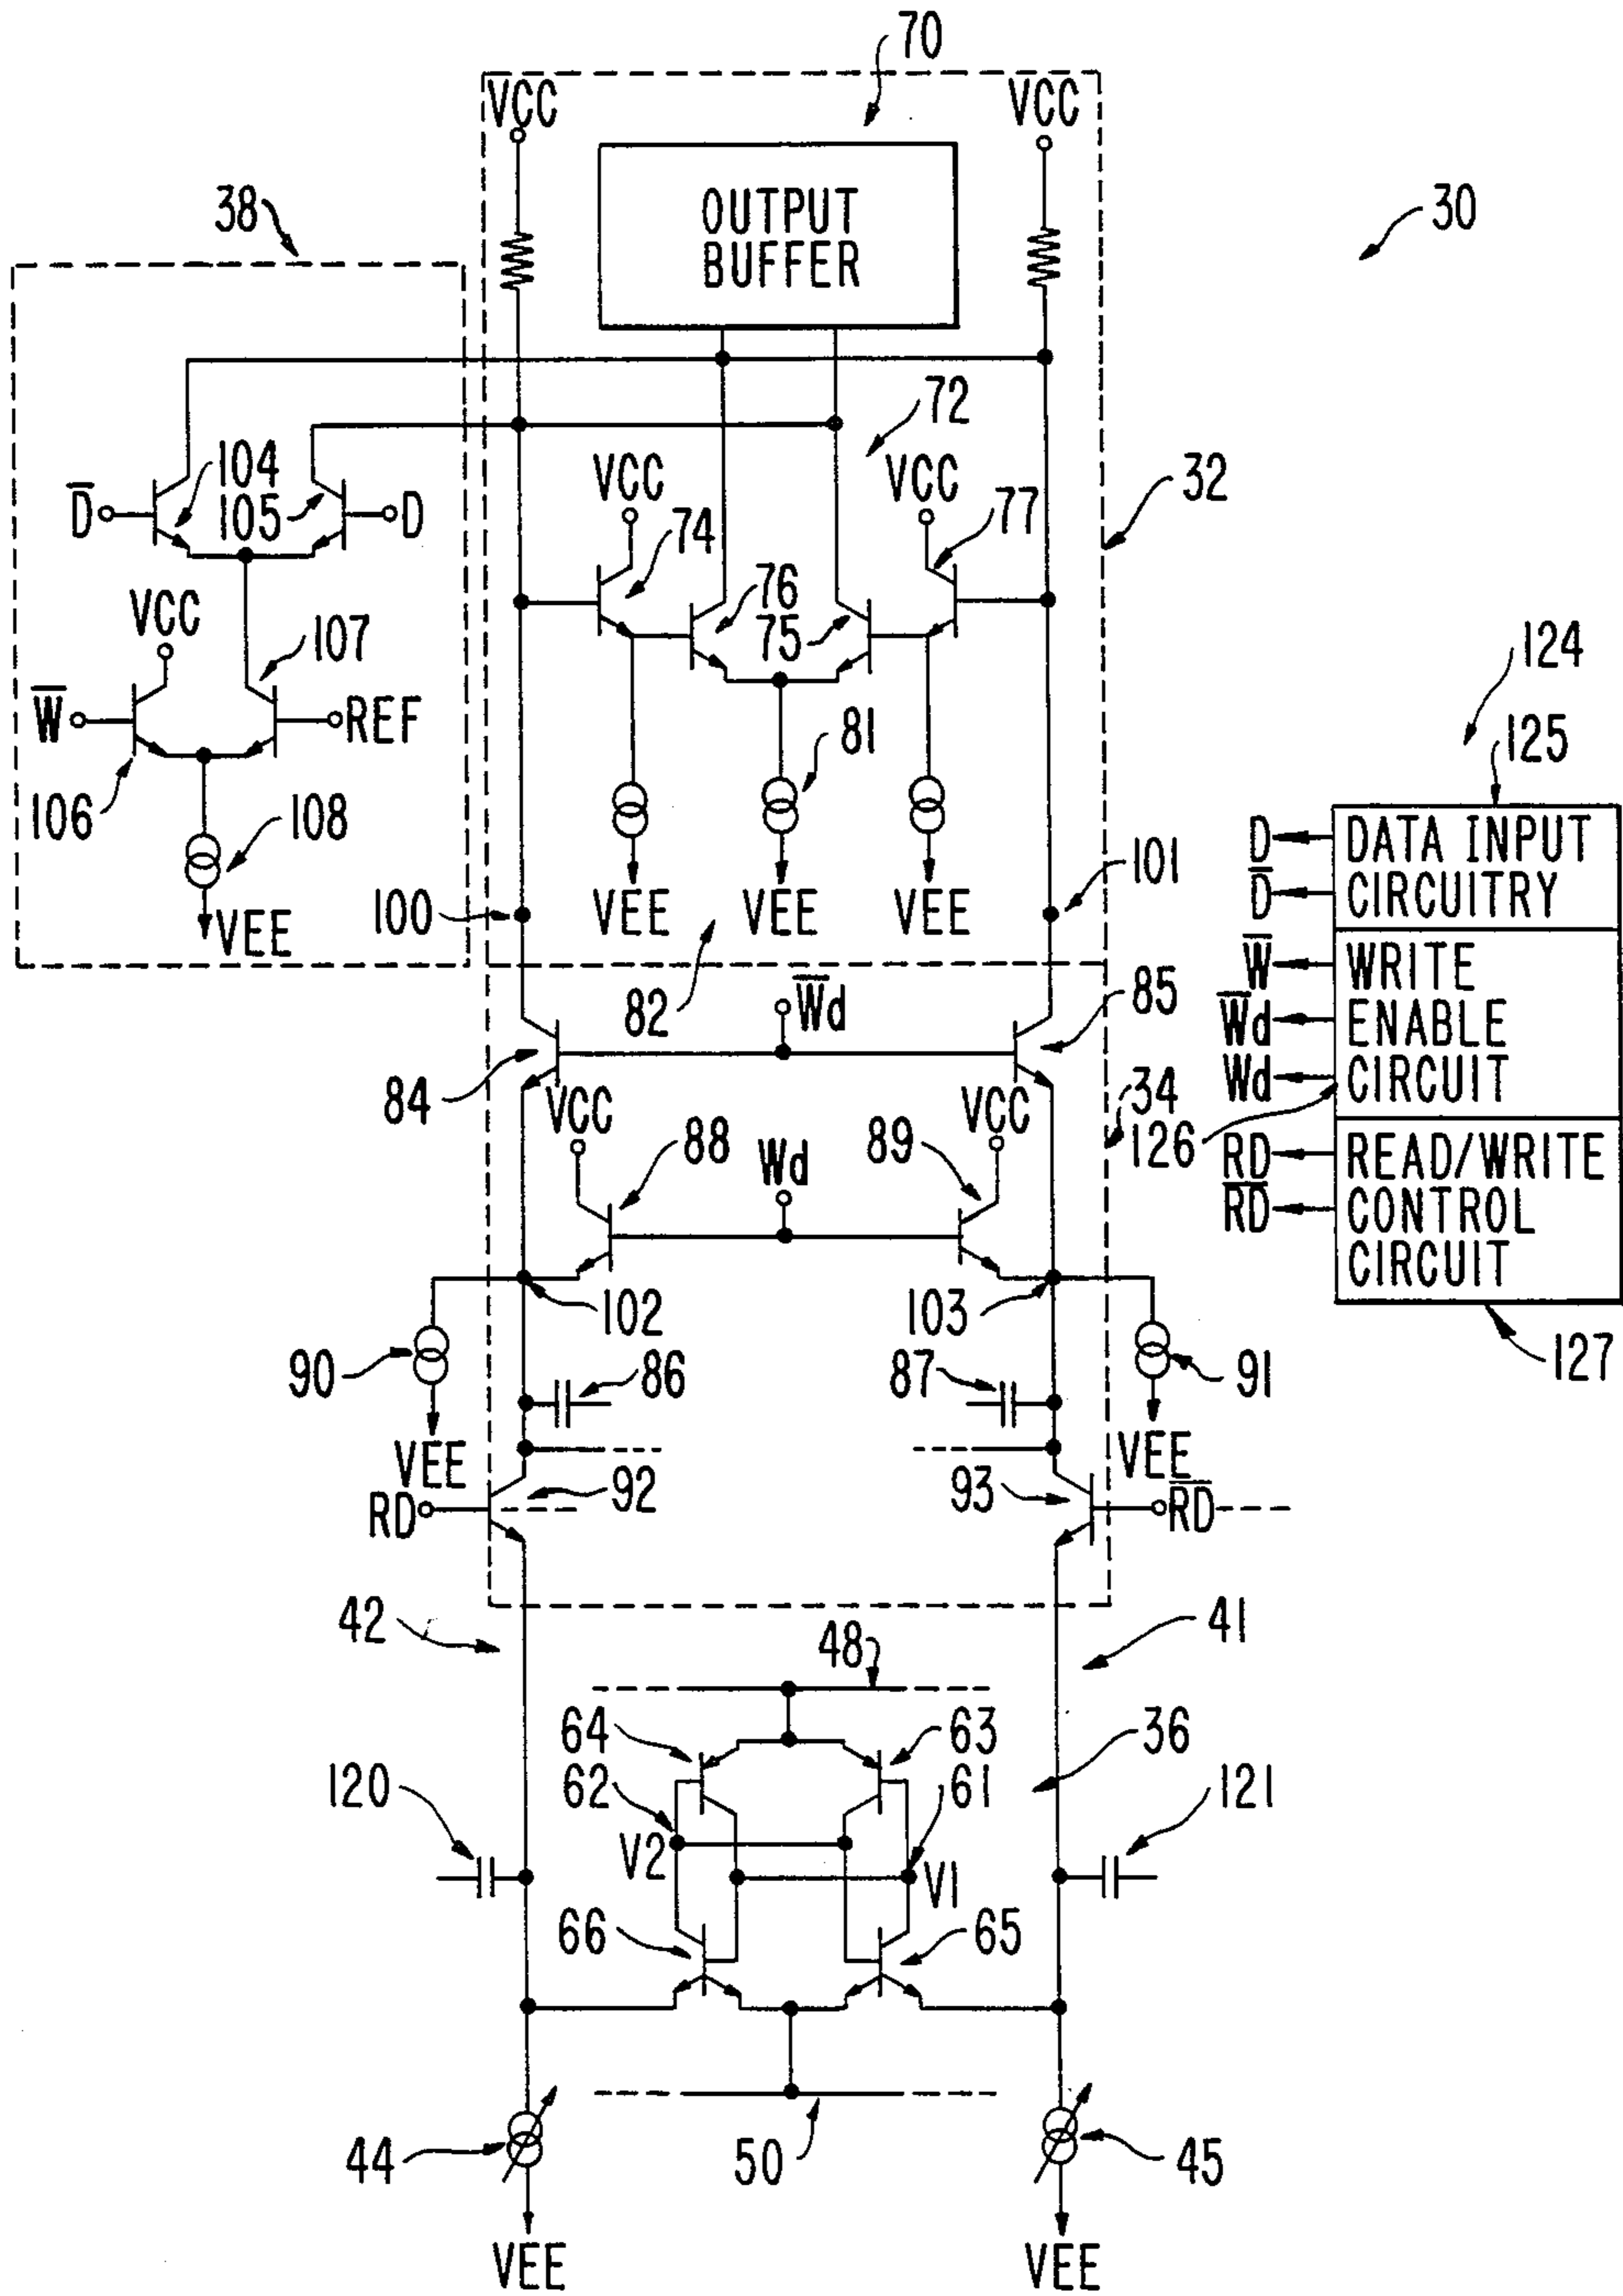 70
VCC
VCC
OUTPUT
BUFFER
38
30
72
32
104
D̅
105
D
VCC
VCC
74
77
76
75
VCC
107
W̅
REF
106
108
VEE
81
124
125
VEE
VEE
VEE
100
101
82
D
D̅
W̅
W̅d
Wd
RD
R̅D̅
DATA INPUT
CIRCUITRY
WRITE
ENABLE
CIRCUIT
READ/WRITE
CONTROL
CIRCUIT
126
127
W̅d
85
84
34
VCC
VCC
88
Wd
89
102
103
90
86
87
91
VEE
VEE
RD
92
93
R̅D̅
42
41
48
64
63
36
120
62
61
121
V2
V1
66
65
44
50
45
VEE
VEE